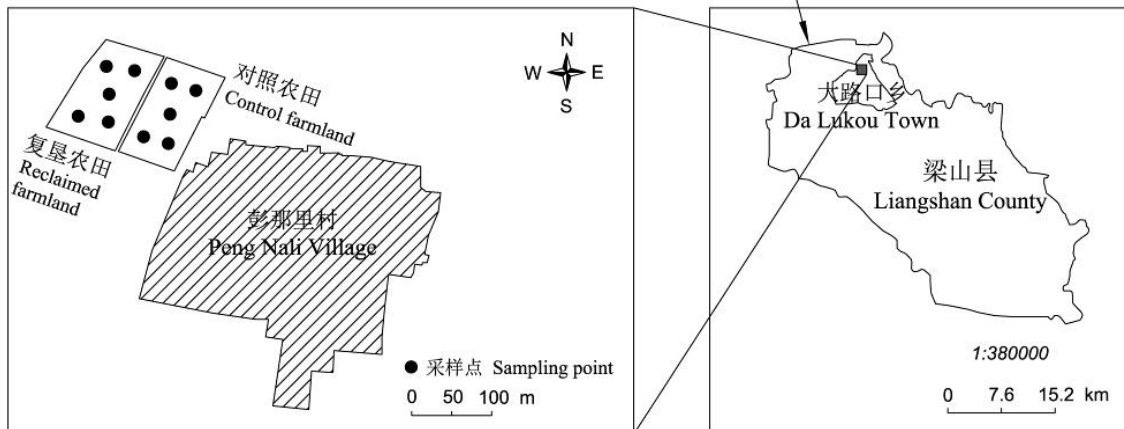 N
W E
S
对照农田
Control farmland
复垦农田
Reclaimed
farmland
彭那里村
Peng Nali Village
采样点 Sampling point
0 50 100 m
大路口乡
Da Lukou Town
梁山县
Liangshan County
1:380000
0 7.6 15.2 km